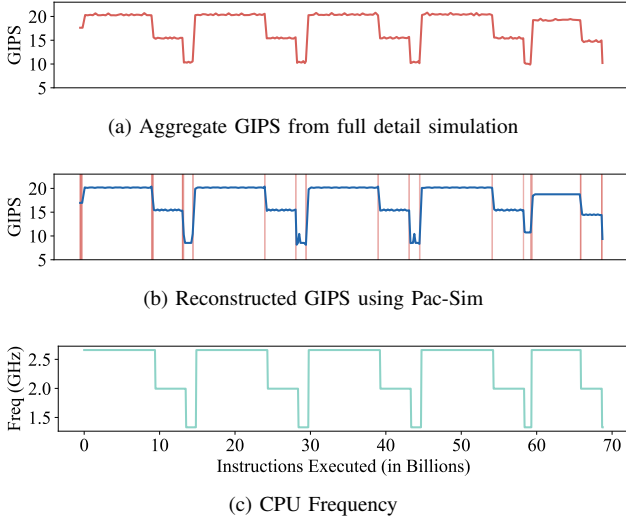 20
15
10
5
GIPS
(a) Aggregate GIPS from full detail simulation
20
15
10
5
GIPS
(b) Reconstructed GIPS using Pac-Sim
2.5
2.0
1.5
Freq (GHz)
0 10 20 30 40 50 60 70
Instructions Executed (in Billions)
(c) CPU Frequency